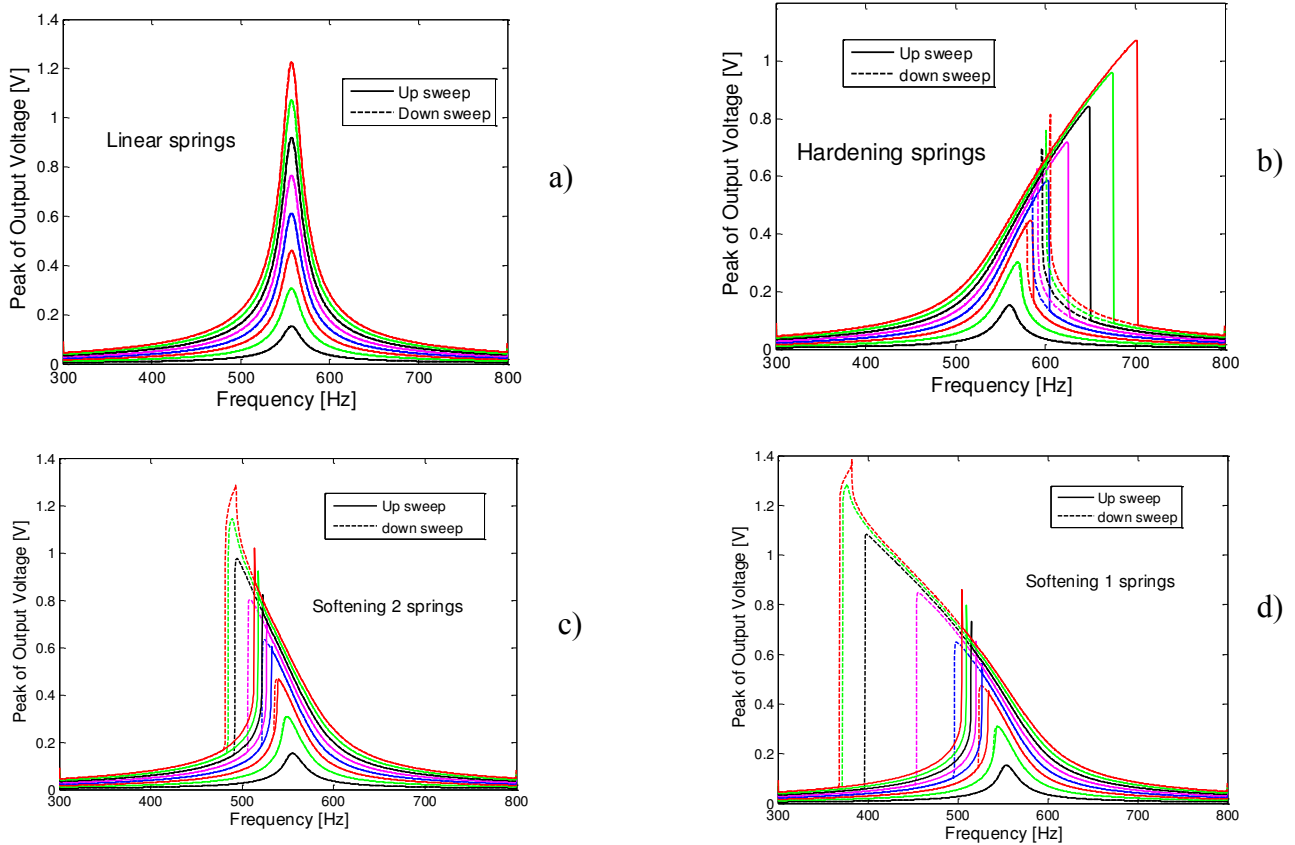 1.4
1.2
1
0.8
0.6
0.4
0.2
0
300 400 500 600 700 800
Peak of Output Voltage [V]
Frequency [Hz]
Up sweep
Down sweep
Linear springs
a)
1
0.8
0.6
0.4
0.2
0
300 400 500 600 700 800
Peak of Output Voltage [V]
Frequency [Hz]
Up sweep
down sweep
Hardening springs
b)
1.4
1.2
1
0.8
0.6
0.4
0.2
0
300 400 500 600 700 800
Peak of Output Voltage [V]
Frequency [Hz]
Up sweep
down sweep
Softening 2 springs
c)
1.4
1.2
1
0.8
0.6
0.4
0.2
0
300 400 500 600 700 800
Peak of Output Voltage [V]
Frequency [Hz]
Up sweep
down sweep
Softening 1 springs
d)